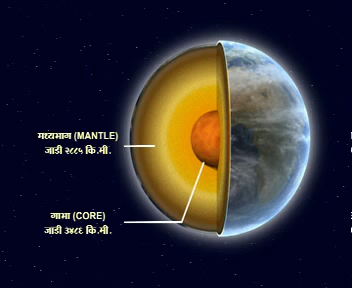 मध्यभाग (MANTLE)
जाडी २८८५ कि.मी.
गाभा (CORE)
जाडी ३४८६ कि.मी.